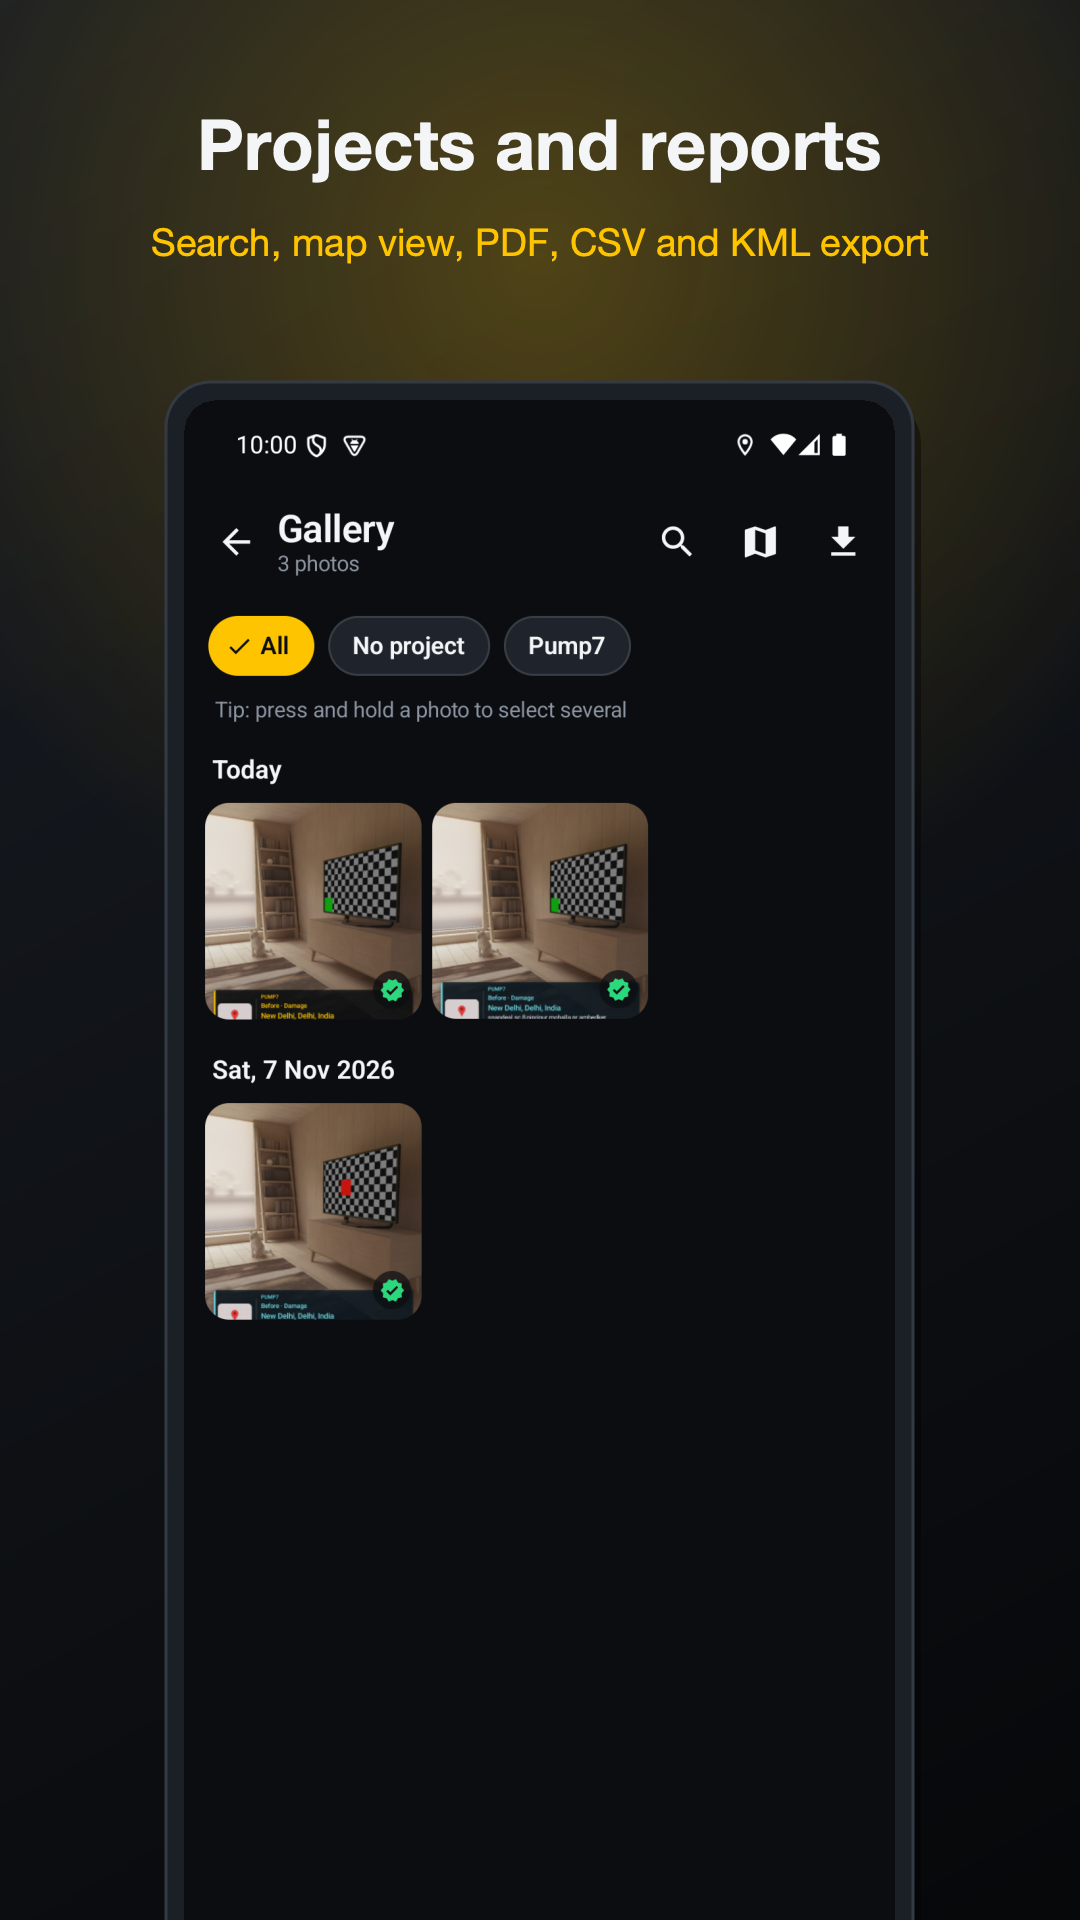 Projects and reports
Search, map view, PDF, CSV and KML export
10:00
Gallery
3 photos
All
No project
Pump7
Tip: press and hold a photo to select several
Today
PUMP7
Before · Damage
New Delhi, Delhi, India
PUMP7
Before · Damage
New Delhi, Delhi, India
Sat, 7 Nov 2026
PUMP7
Before · Damage
New Delhi, Delhi, India